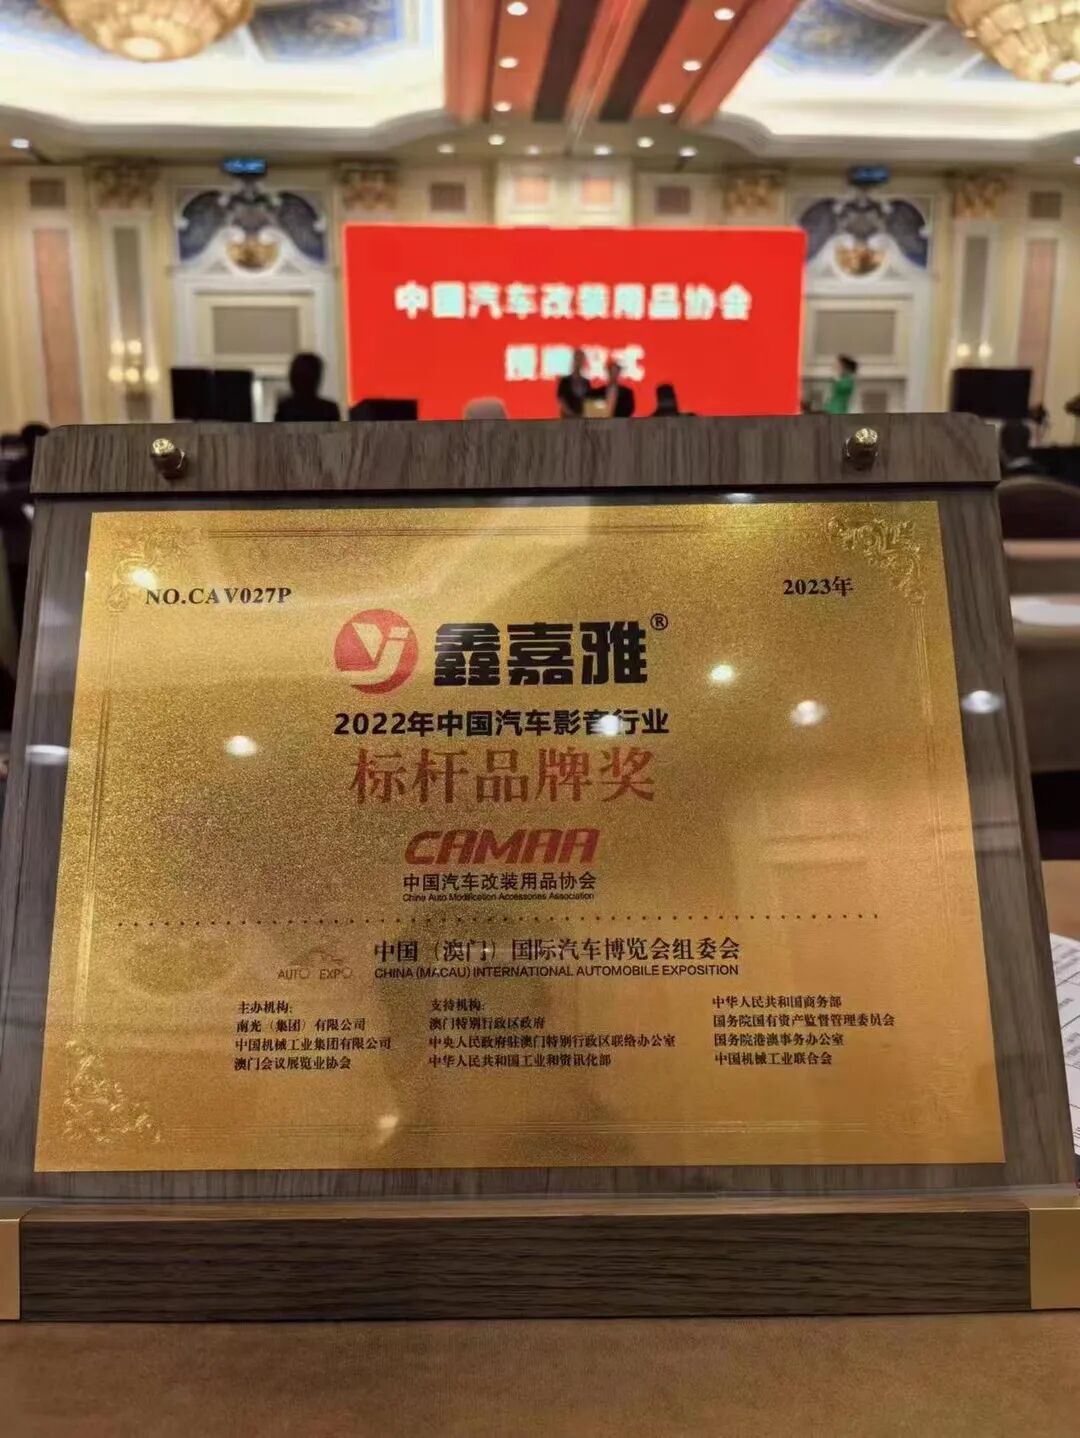 中国汽车改装用品协会
授牌仪式
NO.CAV027P
2023年
yj 鑫嘉雅®
2022年中国汽车影音行业
标杆品牌奖
CAMAA
中国汽车改装用品协会
China Auto Modification Accessories Association
中国（澳门）国际汽车博览会组委会
AUTO EXPO
CHINA (MACAU) INTERNATIONAL AUTOMOBILE EXPOSITION
主办机构:
南光（集团）有限公司
中国机械工业集团有限公司
澳门会议展览业协会
支持机构:
澳门特别行政区政府
中央人民政府驻澳门特别行政区联络办公室
中华人民共和国工业和资讯化部
中华人民共和国商务部
国务院国有资产监督管理委员会
国务院港澳事务办公室
中国机械工业联合会